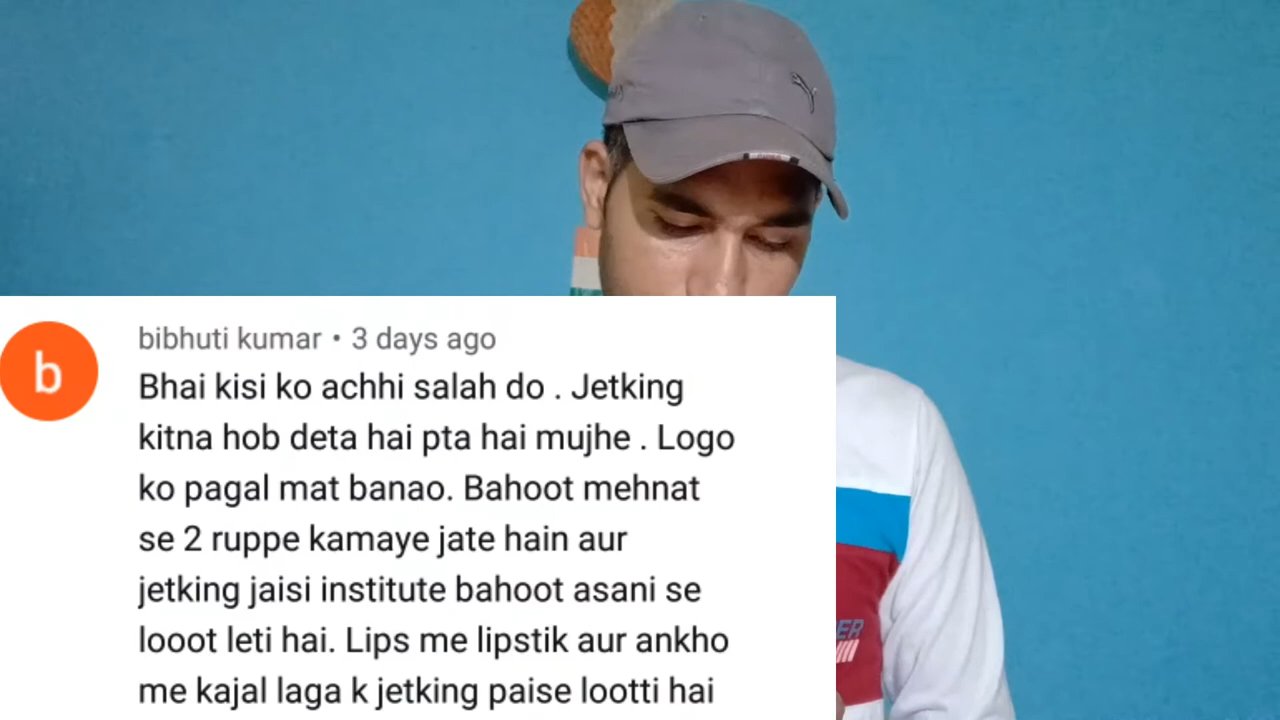 bibhuti kumar • 3 days ago
b
Bhai kisi ko achhi salah do . Jetking
kitna hob deta hai pta hai mujhe . Logo
ko pagal mat banao. Bahoot mehnat
se 2 ruppe kamaye jate hain aur
jetking jaisi institute bahoot asani se
looot leti hai. Lips me lipstik aur ankho
me kajal laga k jetking paise lootti hai
ER